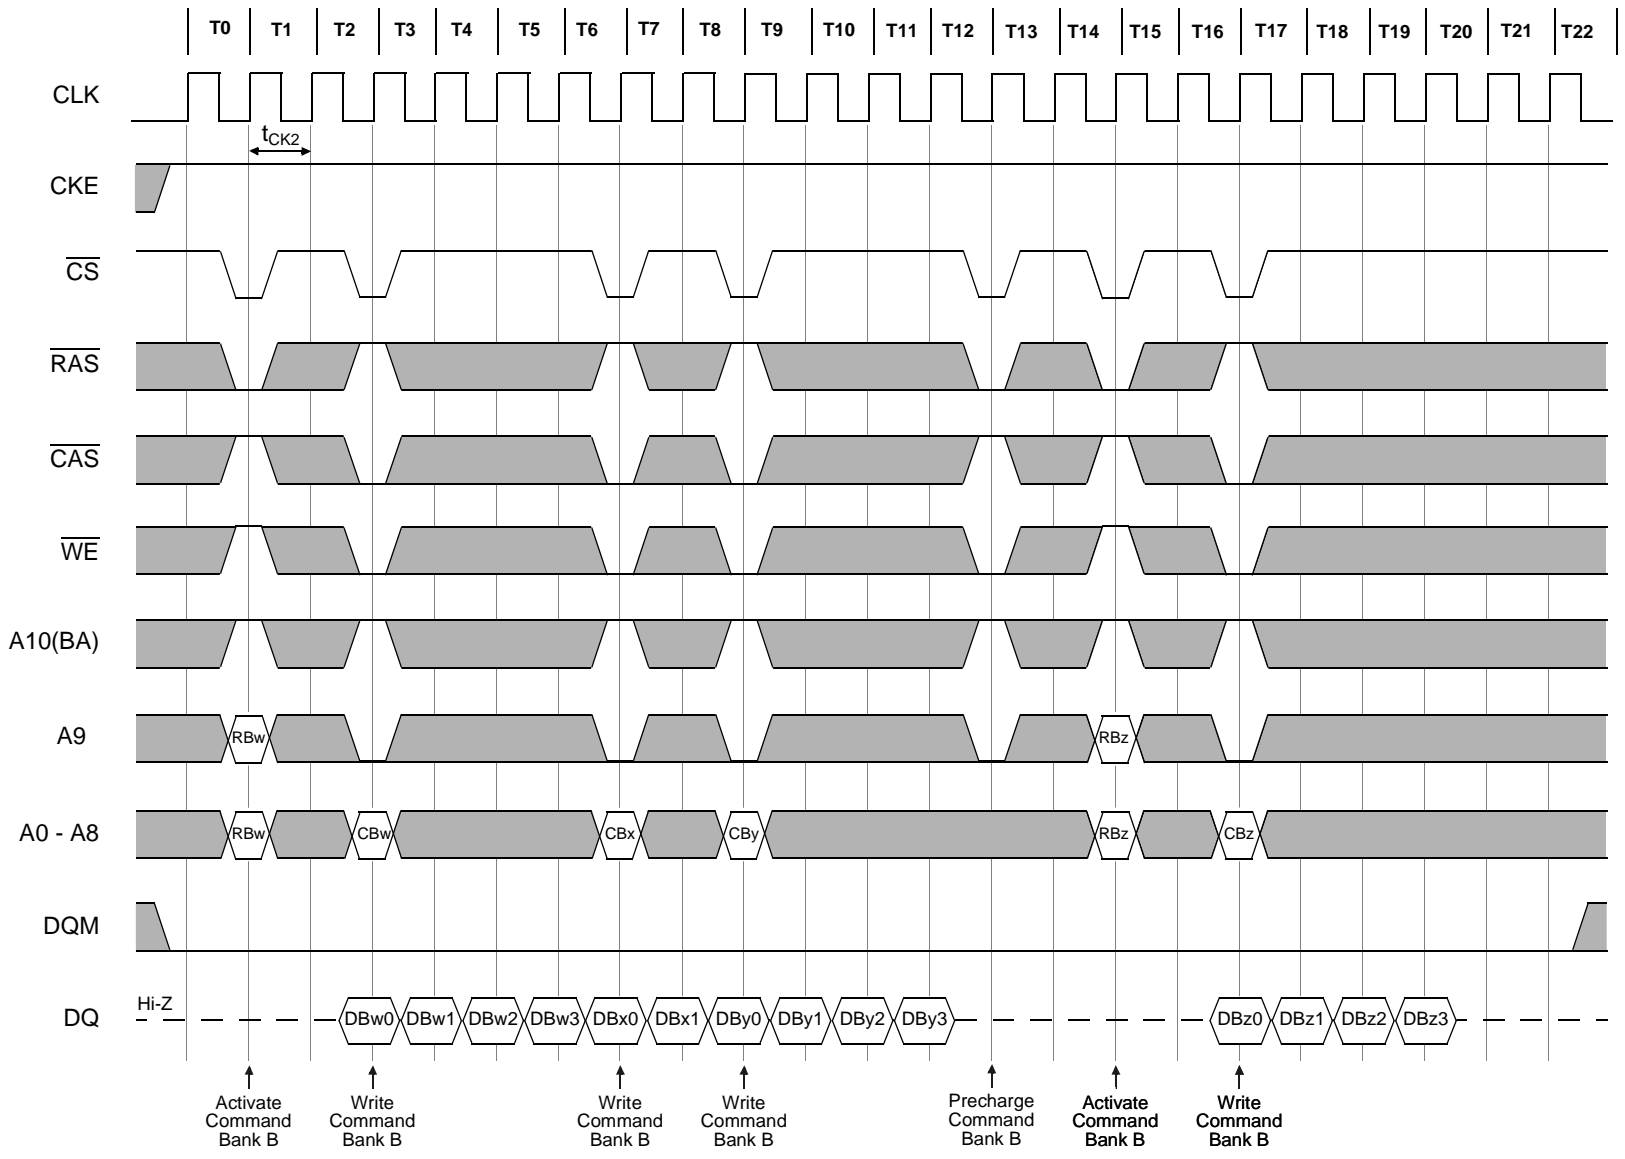 T0 T1 T2 T3 T4 T5 T6 T7 T8 T9 T10 T11 T12 T13 T14 T15 T16 T17 T18 T19 T20 T21 T22
CLK
tCK2
CKE
CS
RAS
CAS
WE
A10(BA)
A9
RBw RBz
A0 - A8
RBw CBw CBx CBy RBz CBz
DQM
DQ
Hi-Z
DBw0 DBw1 DBw2 DBw3 DBx0 DBx1 DBy0 DBy1 DBy2 DBy3 DBz0 DBz1 DBz2 DBz3
Activate
Command
Bank B
Write
Command
Bank B
Write
Command
Bank B
Write
Command
Bank B
Precharge
Command
Bank B
Activate
Command
Bank B
Write
Command
Bank B